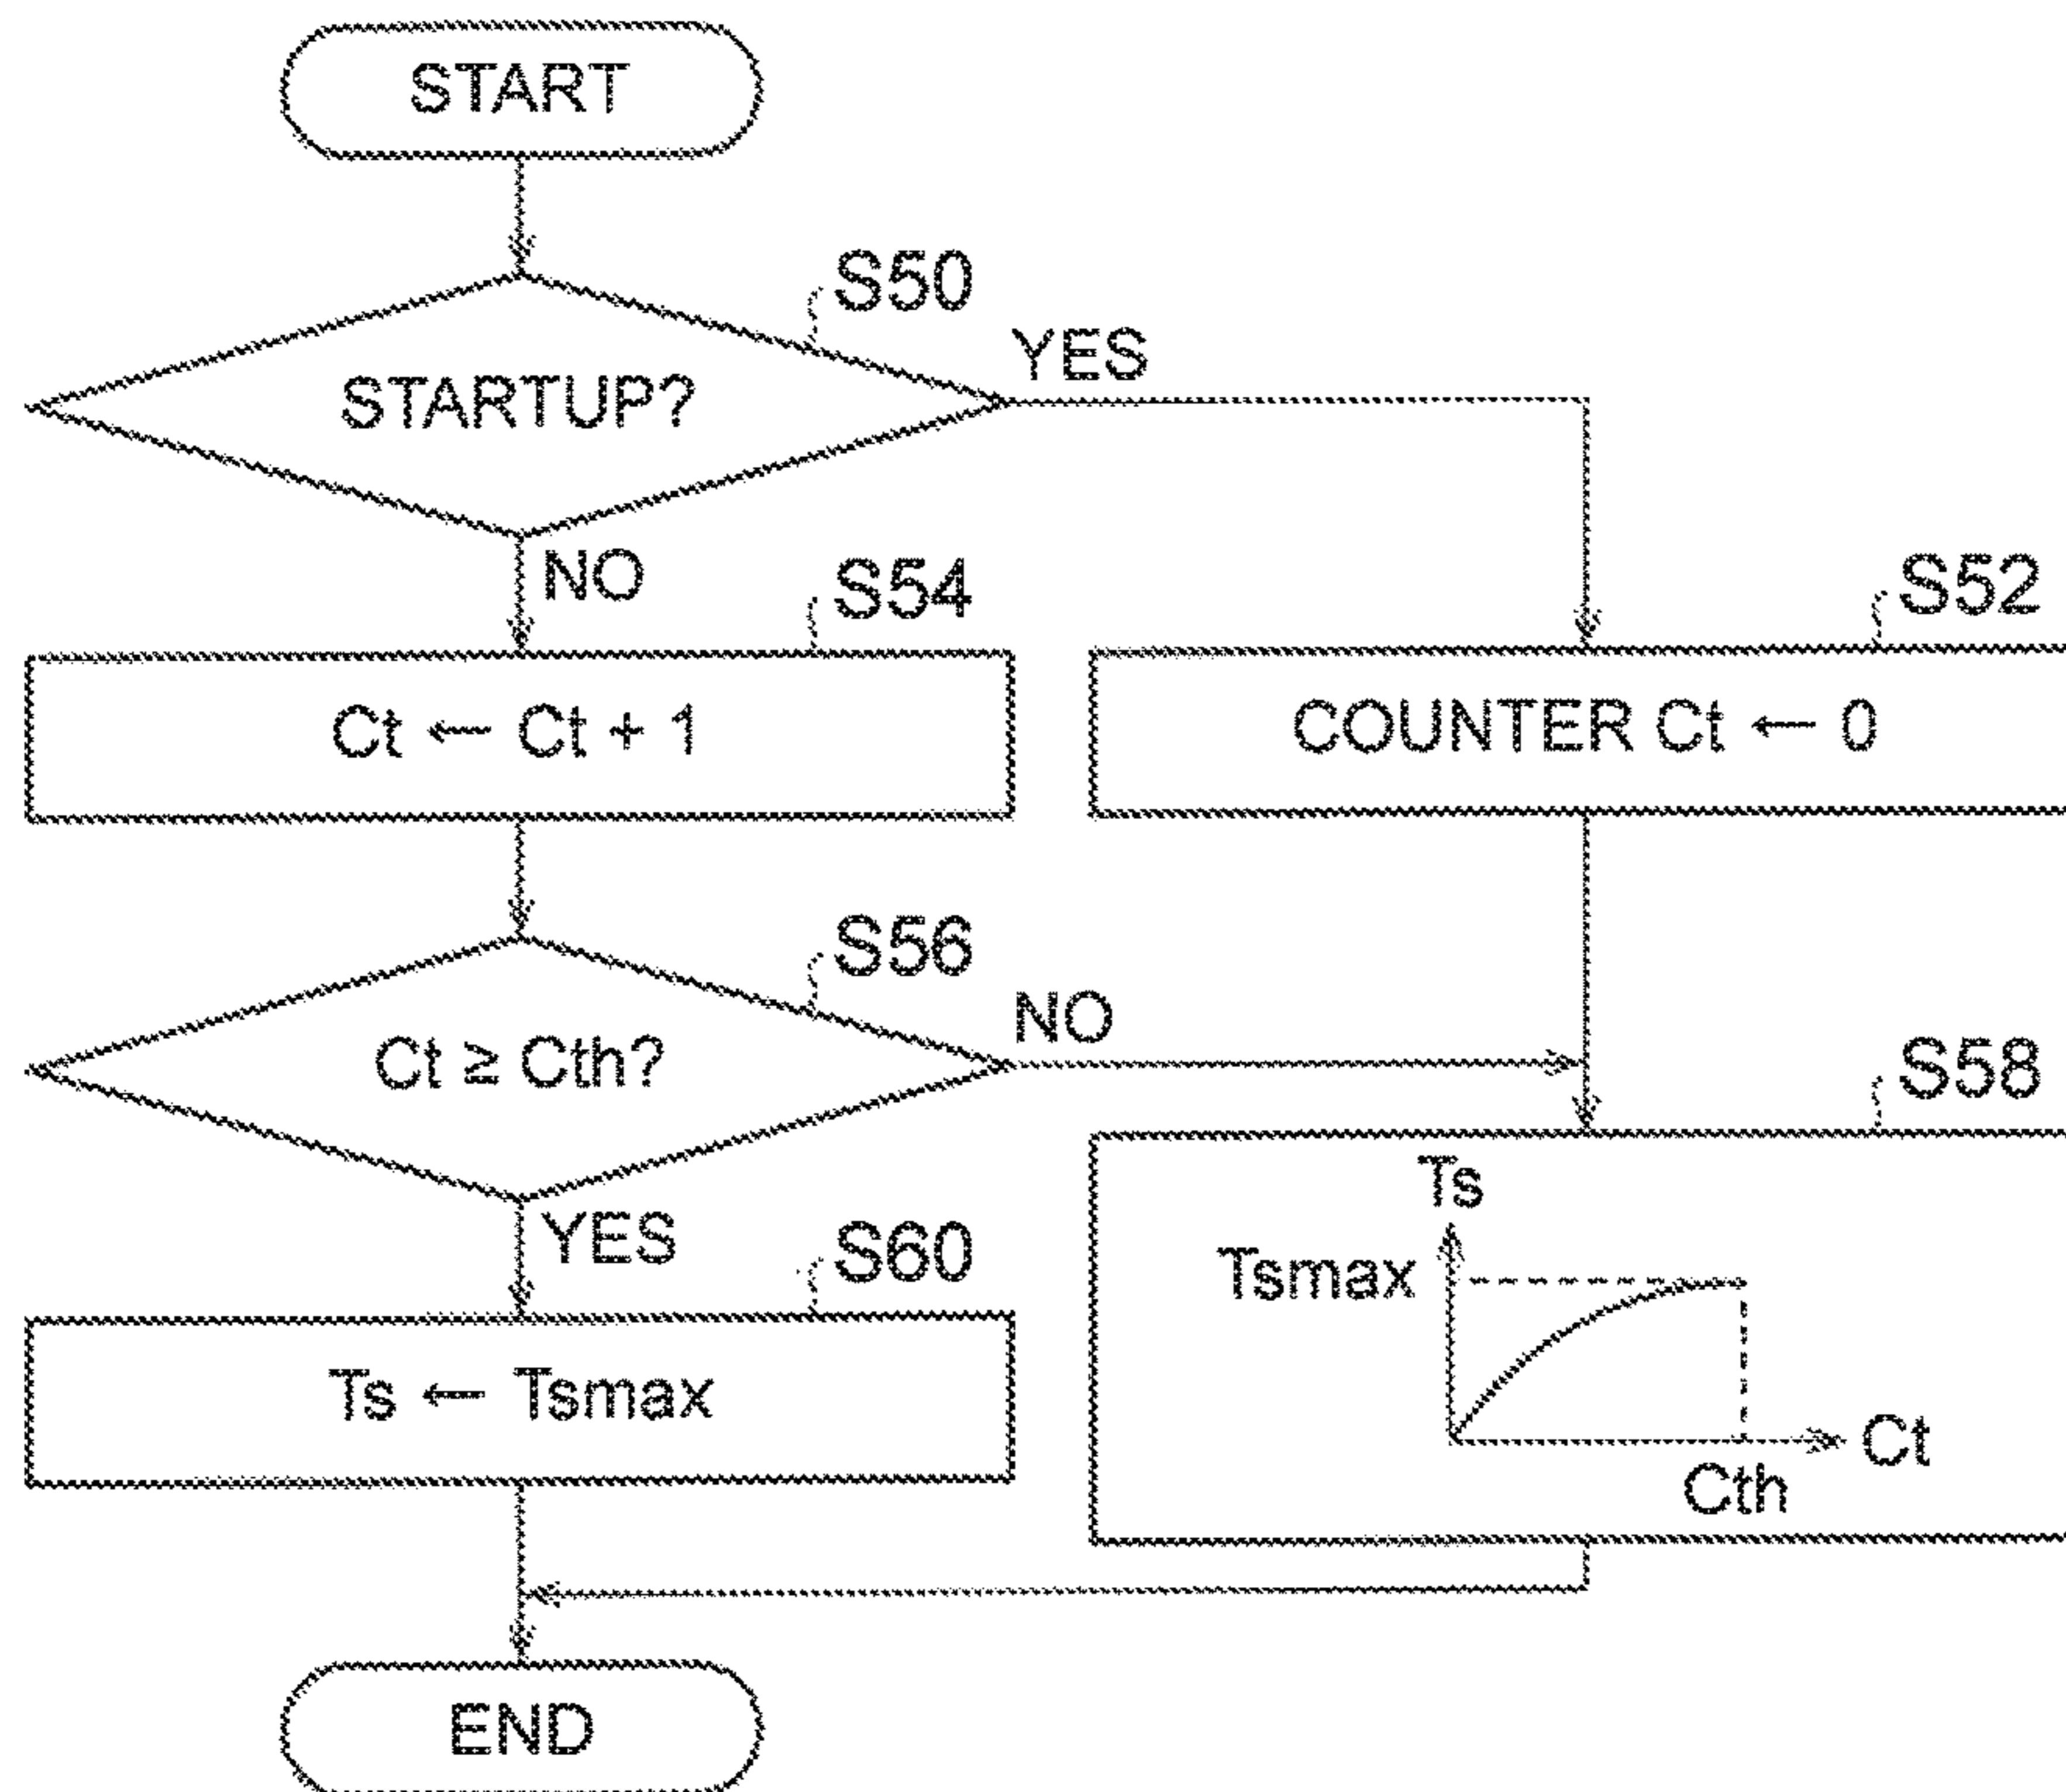 START
S50
STARTUP?
YES
NO
S54
S52
Ct ← Ct + 1
COUNTER Ct ← 0
S56
Ct ≥ Cth?
NO
S58
YES
S60
Ts ← Tsmax
Ts
Tsmax
Ct
Cth
END